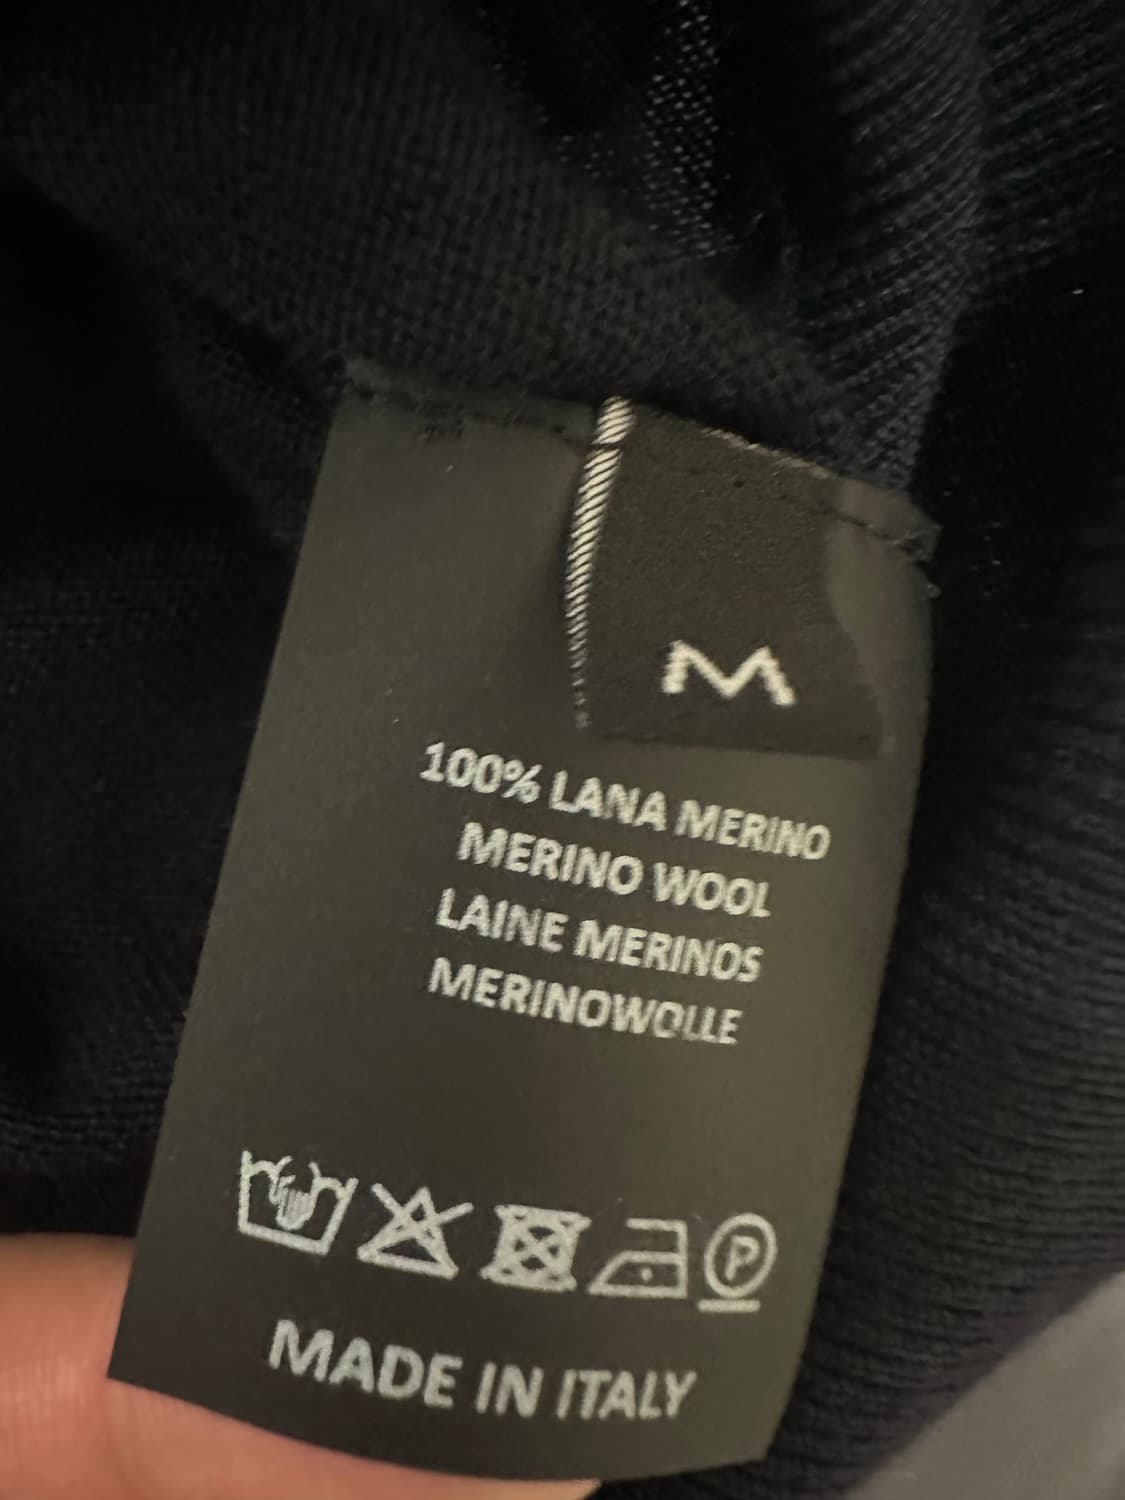 M
100% LANA MERINO
MERINO WOOL
LAINE MERINOS
MERINOWOLLE
P
MADE IN ITALY